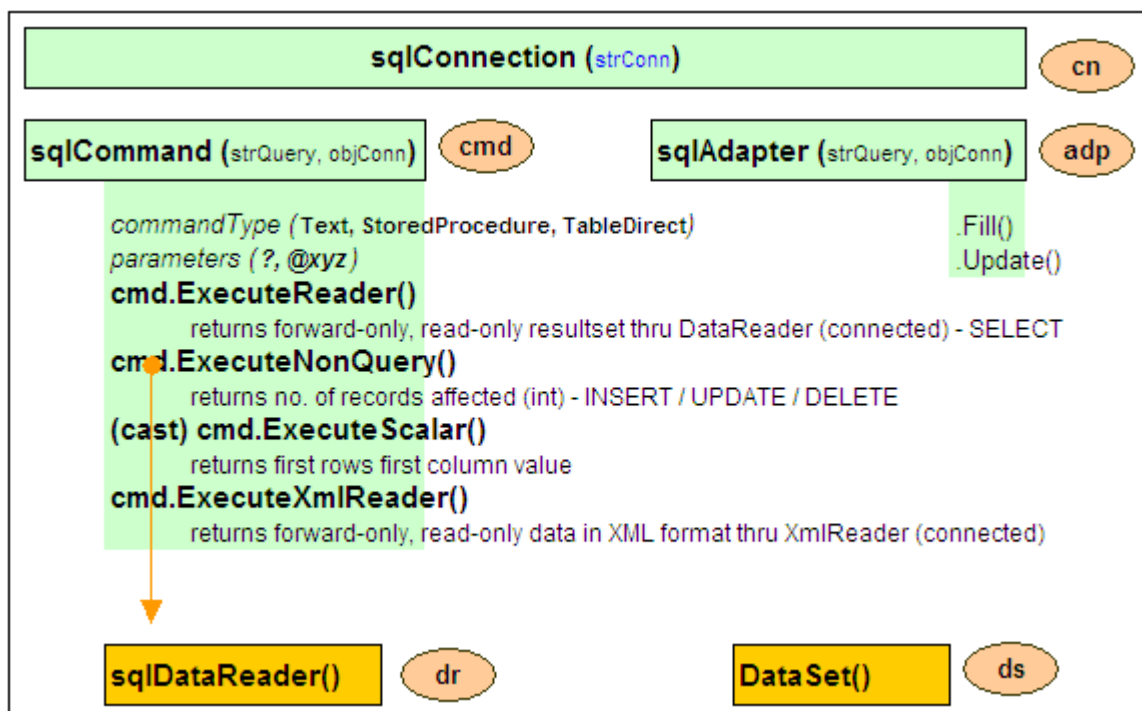 sqlConnection (strConn)
cn
sqlCommand (strQuery, objConn)
cmd
sqlAdapter (strQuery, objConn)
adp
commandType (Text, StoredProcedure, TableDirect)
.Fill()
parameters (?, @xyz)
.Update()
cmd.ExecuteReader()
returns forward-only, read-only resultset thru DataReader (connected) - SELECT
cmd.ExecuteNonQuery()
returns no. of records affected (int) - INSERT / UPDATE / DELETE
(cast) cmd.ExecuteScalar()
returns first rows first column value
cmd.ExecuteXmlReader()
returns forward-only, read-only data in XML format thru XmlReader (connected)
sqlDataReader()
dr
DataSet()
ds